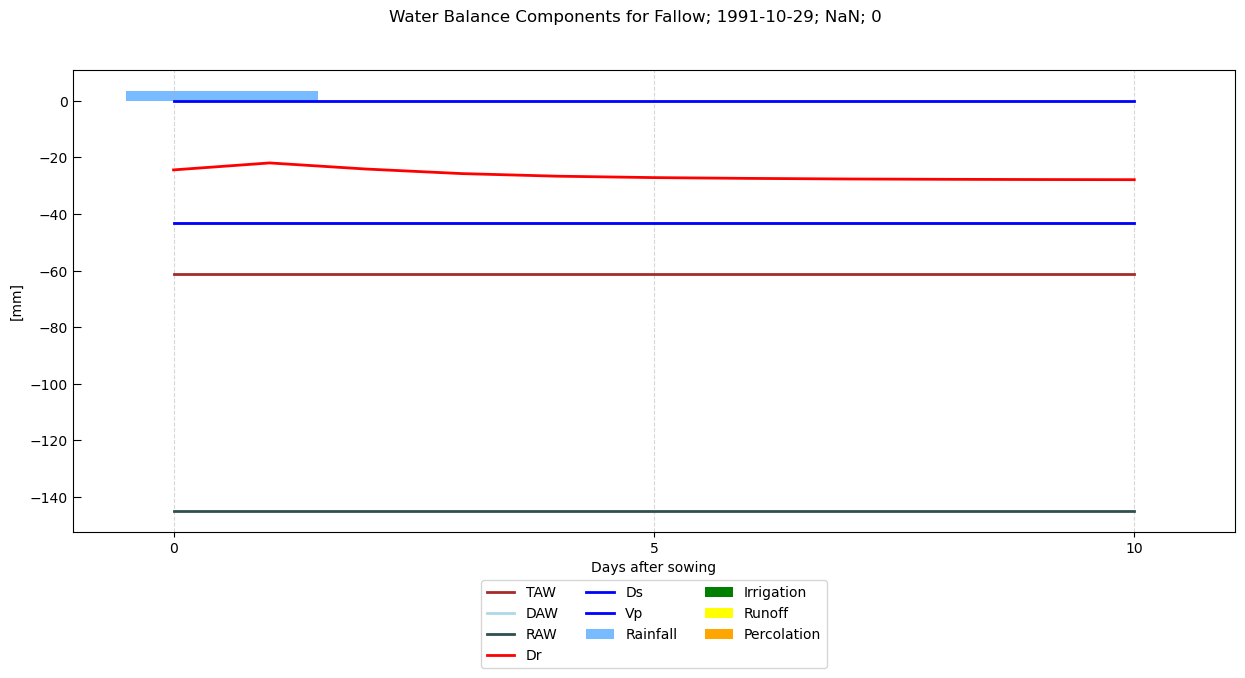 Water Balance Components for Fallow; 1991-10-29; NaN; 0
0
−20
−40
−60
−80
−100
−120
−140
[mm]
0 5 10
Days after sowing
TAW Ds Irrigation
DAW Vp Runoff
RAW Rainfall Percolation
Dr